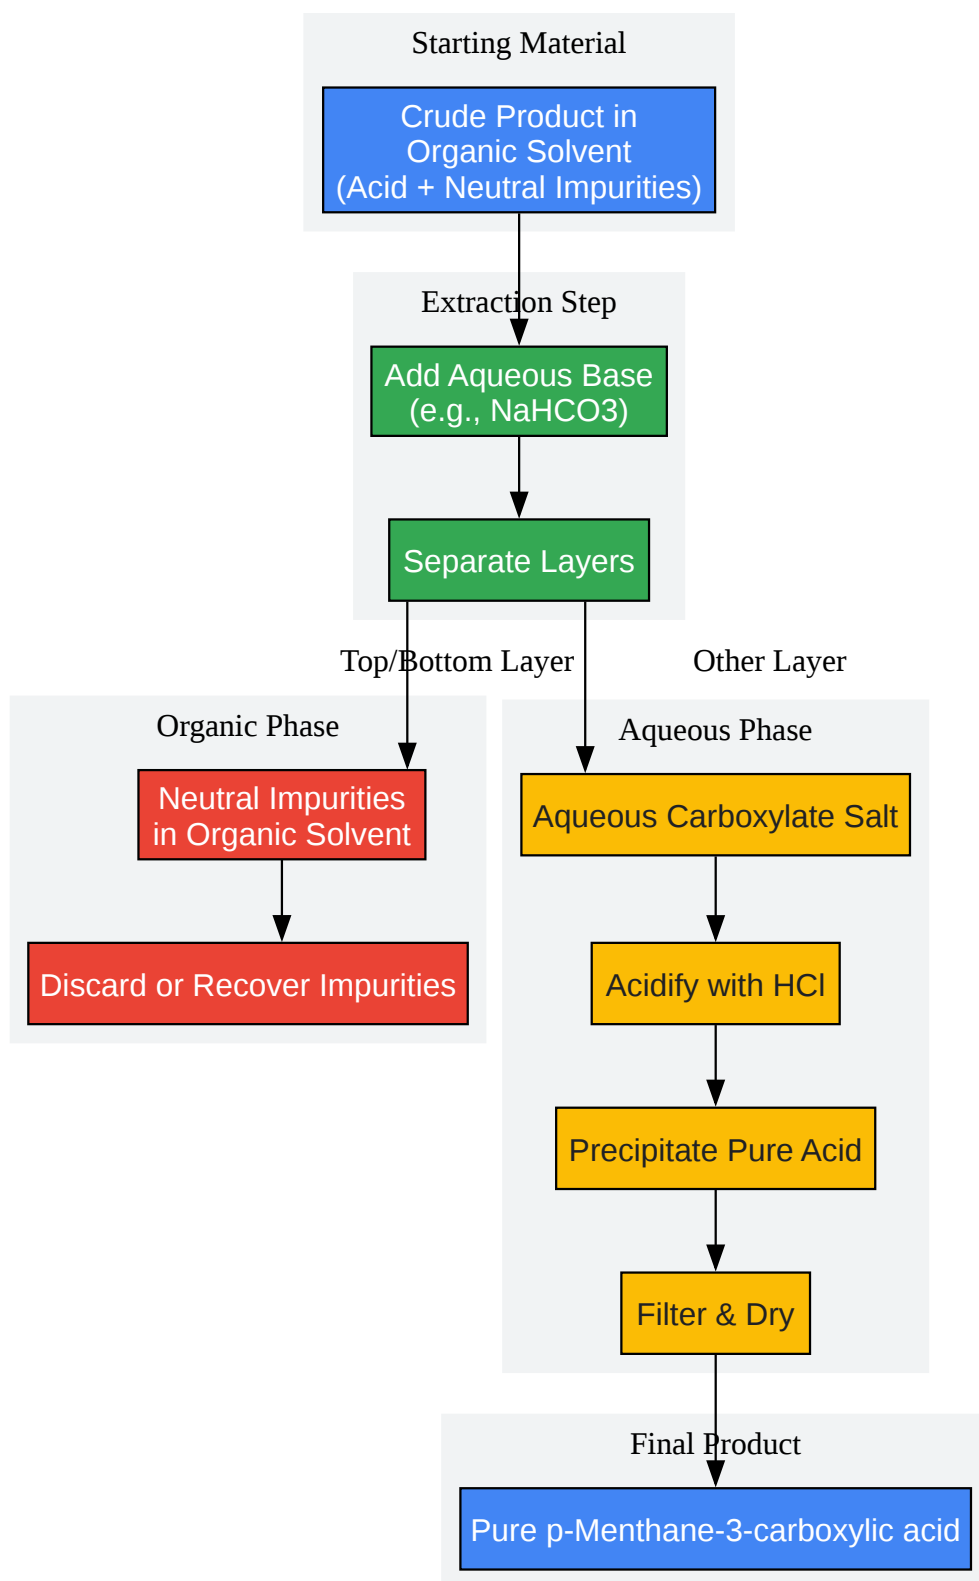 Starting Material
Crude Product in
Organic Solvent
(Acid + Neutral Impurities)
Extraction Step
Add Aqueous Base
(e.g., NaHCO3)
Separate Layers
Top/Bottom Layer
Other Layer
Organic Phase
Neutral Impurities
in Organic Solvent
Discard or Recover Impurities
Aqueous Phase
Aqueous Carboxylate Salt
Acidify with HCl
Precipitate Pure Acid
Filter & Dry
Final Product
Pure p-Menthane-3-carboxylic acid